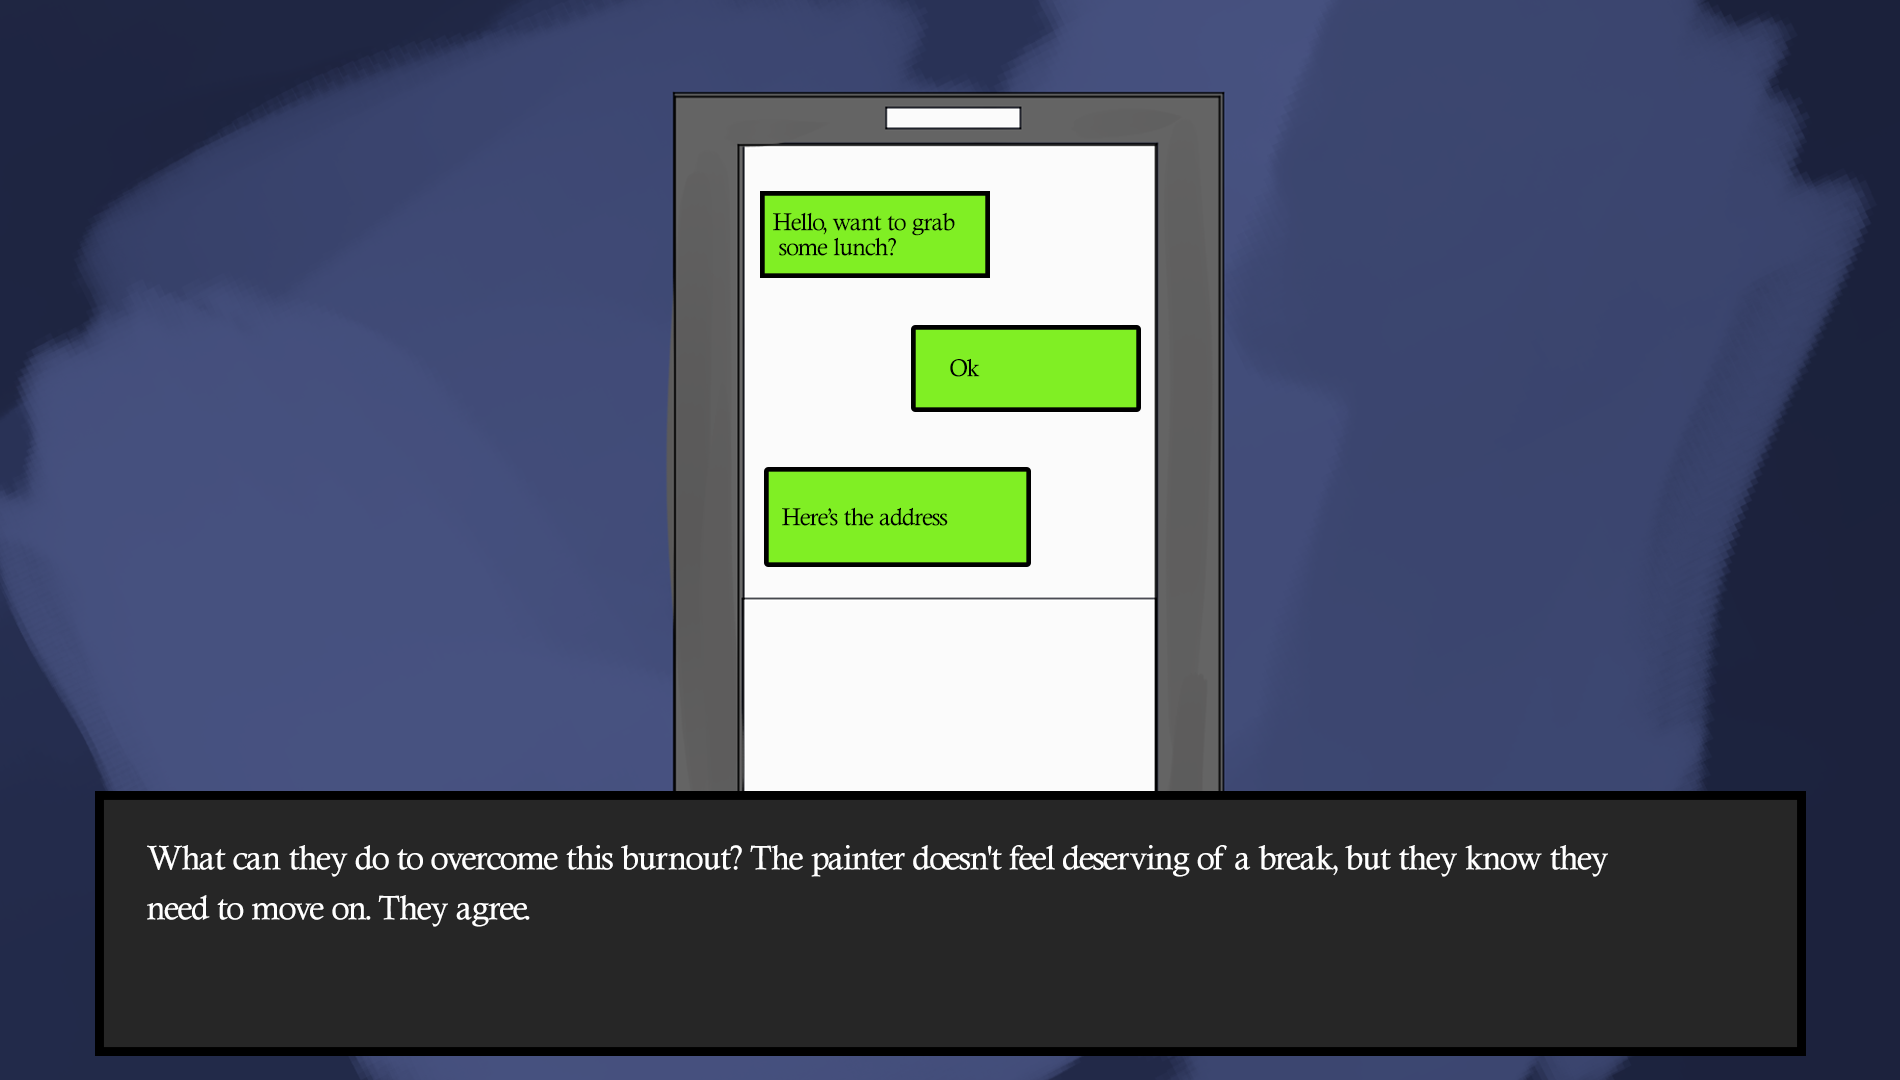 Hello, want to grab
some lunch?
Ok
Here's the address
What can they do to overcome this burnout? The painter doesn't feel deserving of a break, but they know they
need to move on. They agree.